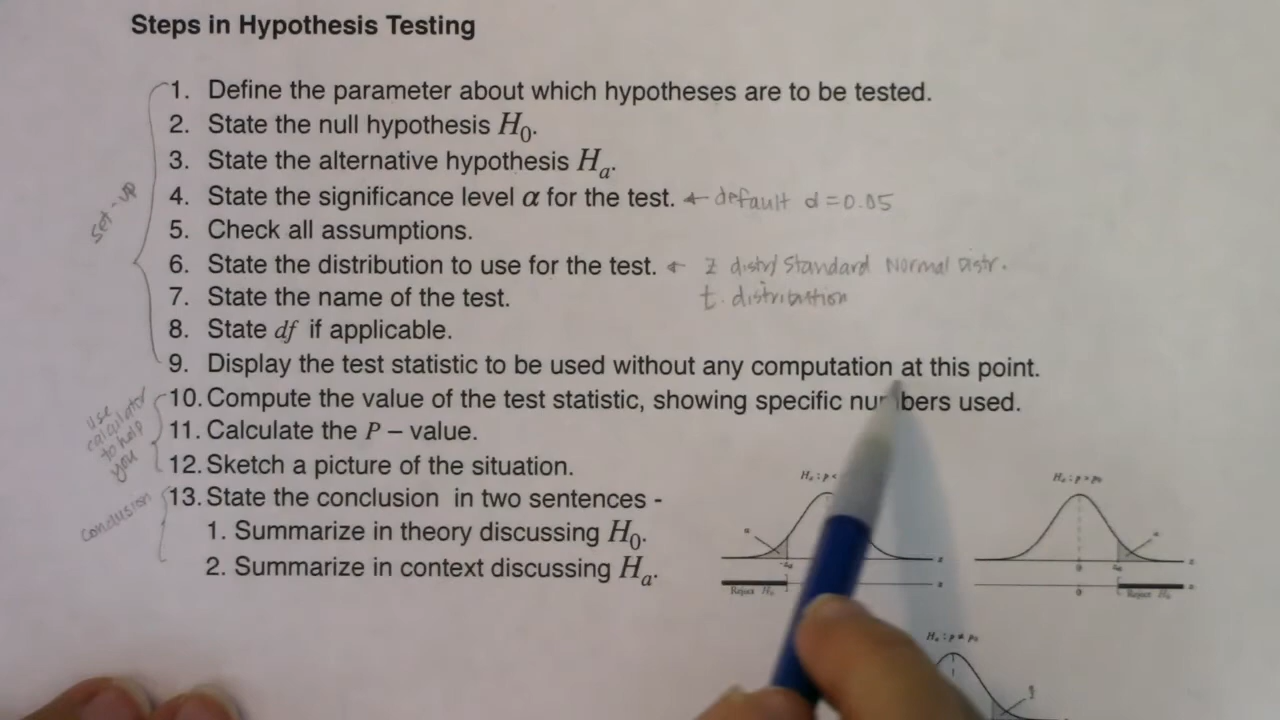 Steps in Hypothesis Testing
1. Define the parameter about which hypotheses are to be tested.
2. State the null hypothesis H₀.
3. State the alternative hypothesis Hₐ.
4. State the significance level α for the test. ← default α = 0.05
5. Check all assumptions.
6. State the distribution to use for the test. ← z distr/ Standard Normal Distr.
7. State the name of the test. t. distribution
8. State df if applicable.
9. Display the test statistic to be used without any computation at this point.
set-up
10. Compute the value of the test statistic, showing specific numbers used.
11. Calculate the P – value.
12. Sketch a picture of the situation.
use
calculator
to help
you
13. State the conclusion in two sentences -
1. Summarize in theory discussing H₀.
2. Summarize in context discussing Hₐ.
conclusion
Hₐ : p <
α
-zα z
Reject H₀ z
Hₐ : p > p₀
α
0 zα z
0 Reject H₀ z
Hₐ : p ≠ p₀